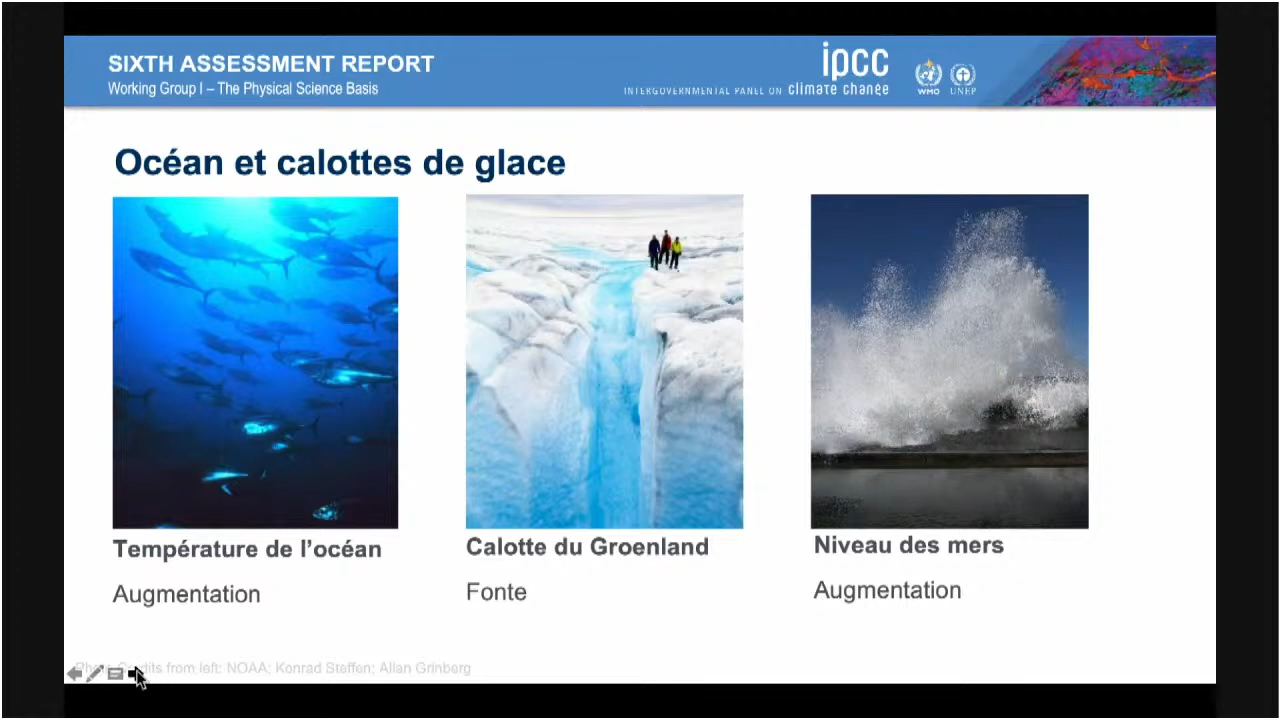 SIXTH ASSESSMENT REPORT
Working Group I – The Physical Science Basis
ipcc
INTERGOVERNMENTAL PANEL ON climate change
WMO
UNEP
Océan et calottes de glace
Température de l'océan
Augmentation
Calotte du Groenland
Fonte
Niveau des mers
Augmentation
Photo Credits from left: NOAA; Konrad Steffen; Allan Grinberg